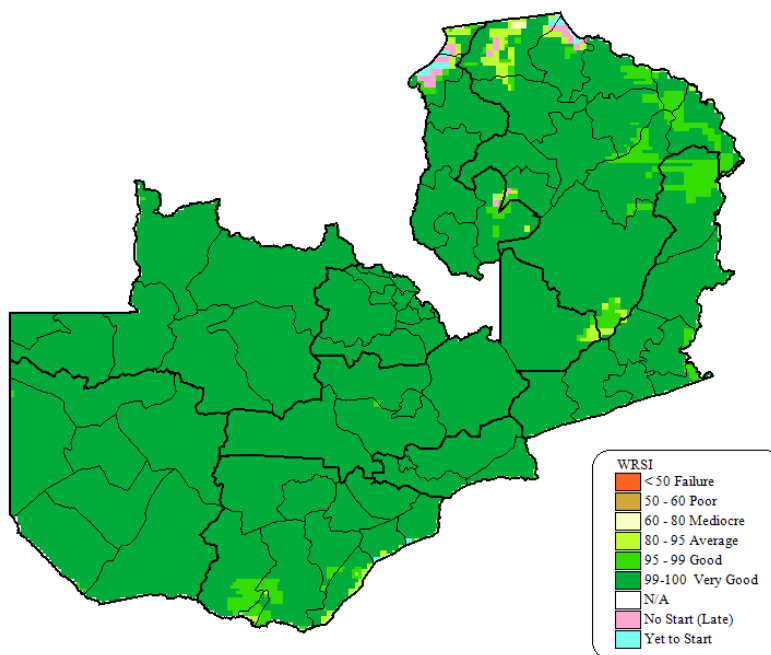 WRSI
< 50 Failure
50 - 60 Poor
60 - 80 Mediocre
80 - 95 Average
95 - 99 Good
99-100 Very Good
N/A
No Start (Late)
Yet to Start